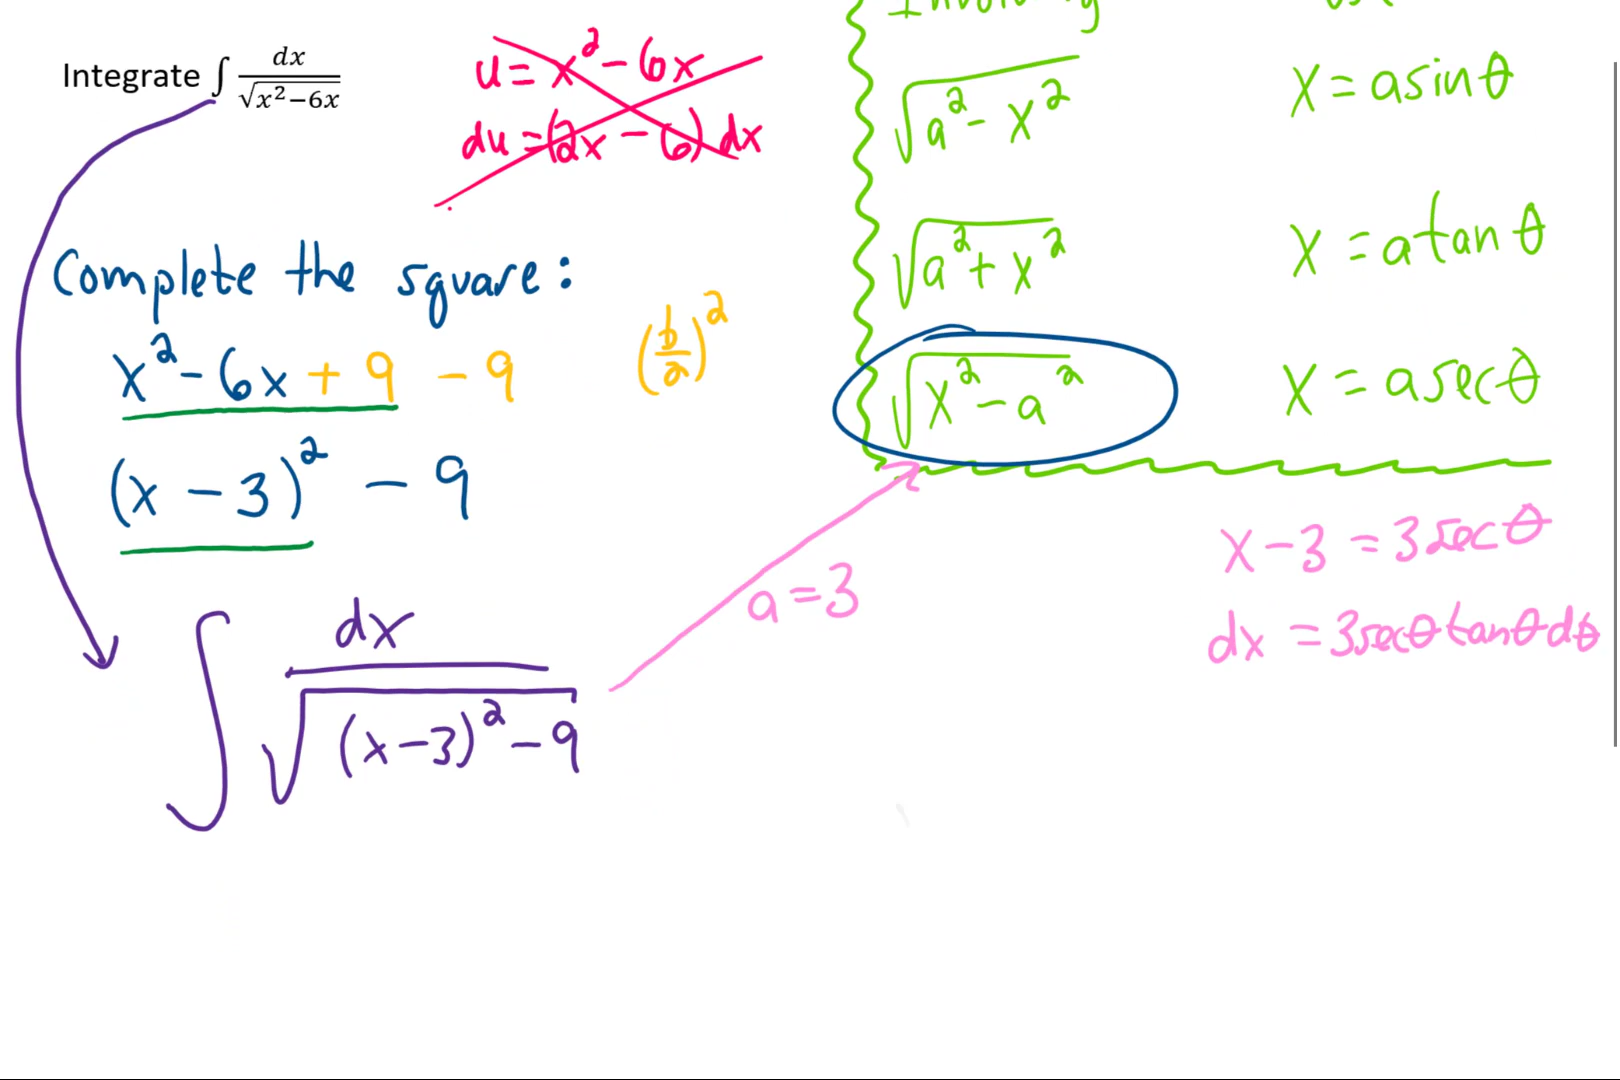 Integrate ∫ dx / √(x²−6x)
u = x² − 6x
du = (2x − 6) dx
Complete the square:
x² − 6x + 9 − 9
(b/2)²
(x − 3)² − 9
∫ dx / √((x−3)² − 9)
a = 3
√(a² − x²) x = a sin θ
√(a² + x²) x = a tan θ
√(x² − a²) x = a sec θ
x − 3 = 3 sec θ
dx = 3 sec θ tan θ dθ